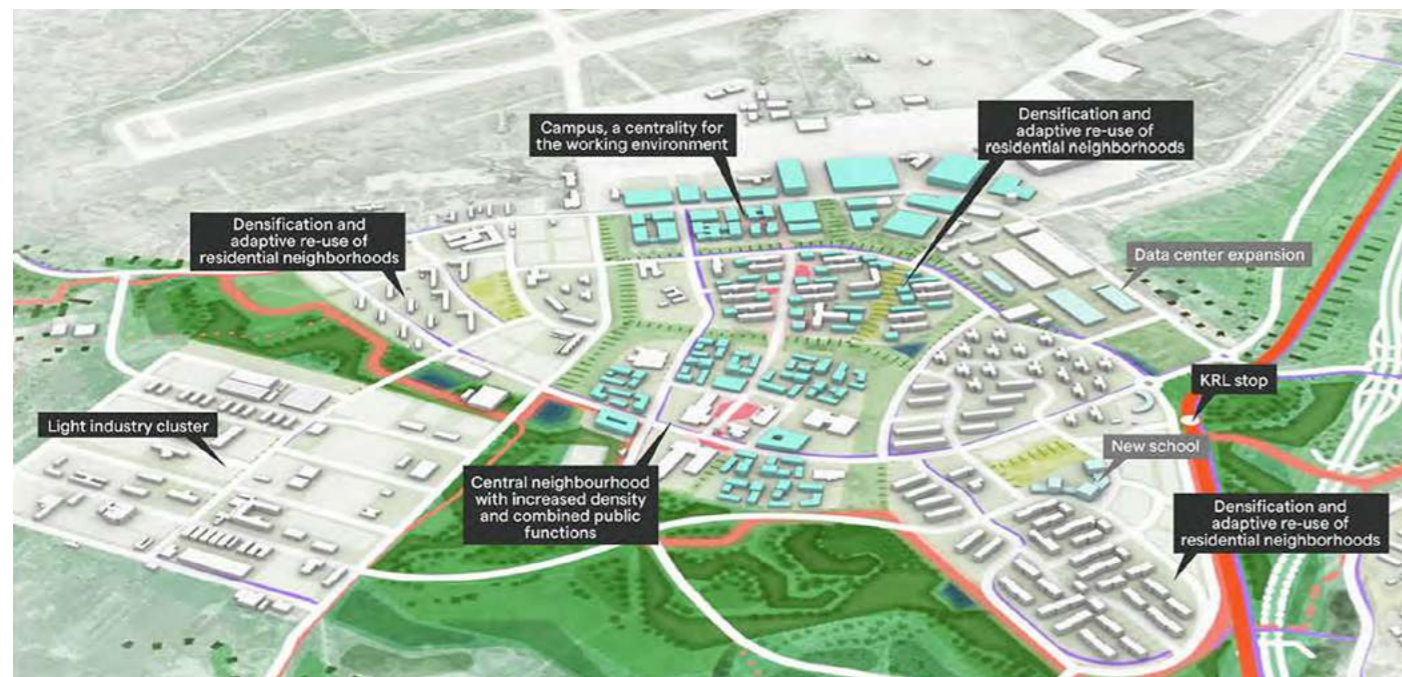 Campus, a centrality for
the working environment
Densification and
adaptive re-use of
residential neighborhoods
Densification and
adaptive re-use of
residential neighborhoods
Data center expansion
KRL stop
Light industry cluster
New school
Central neighbourhood
with increased density
and combined public
functions
Densification and
adaptive re-use of
residential neighborhoods